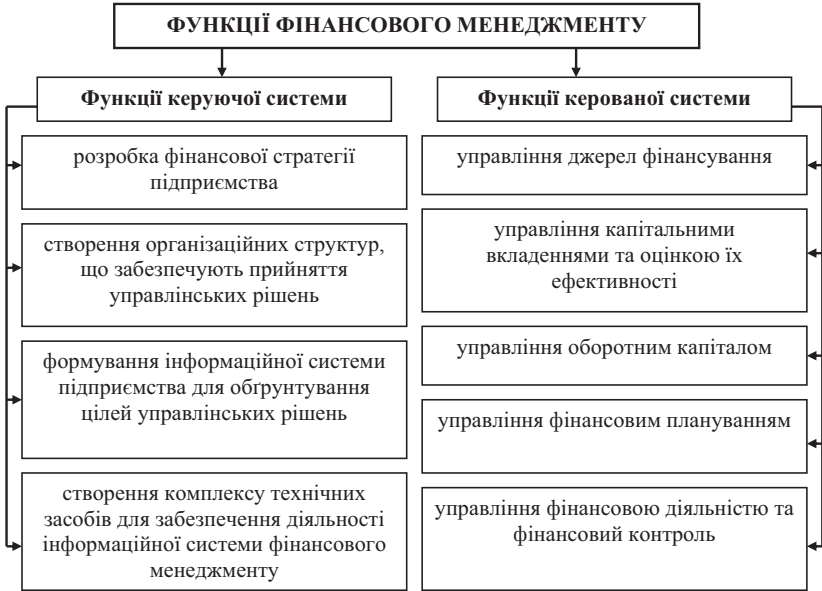 ФУНКЦІЇ ФІНАНСОВОГО МЕНЕДЖМЕНТУ
Функції керуючої системи
розробка фінансової стратегії
підприємства
створення організаційних структур,
що забезпечують прийняття
управлінських рішень
формування інформаційної системи
підприємства для обґрунтування
цілей управлінських рішень
створення комплексу технічних
засобів для забезпечення діяльності
інформаційної системи фінансового
менеджменту
Функції керованої системи
управління джерел фінансування
управління капітальними
вкладеннями та оцінкою їх
ефективності
управління оборотним капіталом
управління фінансовим плануванням
управління фінансовою діяльністю та
фінансовий контроль